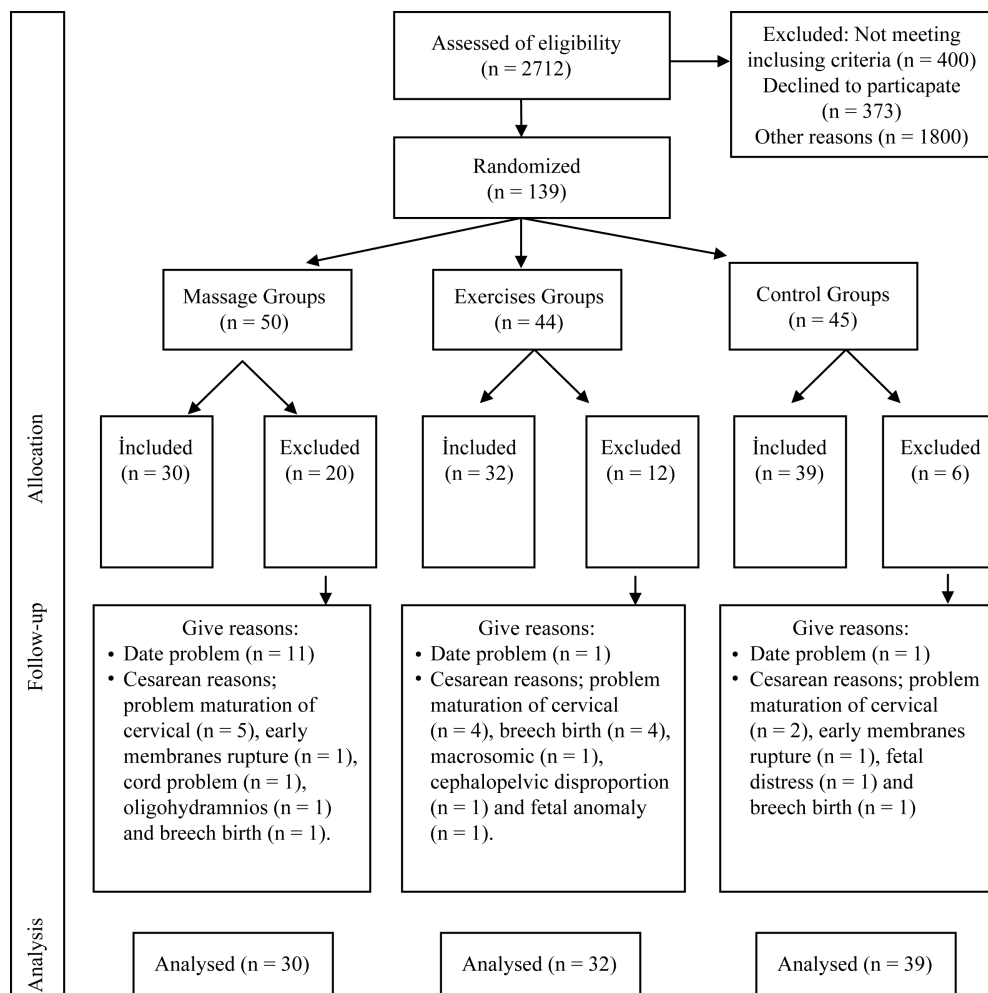 Assessed of eligibility
(n = 2712)
Excluded: Not meeting
inclusing criteria (n = 400)
Declined to particapate
(n = 373)
Other reasons (n = 1800)
Randomized
(n = 139)
Massage Groups
(n = 50)
Exercises Groups
(n = 44)
Control Groups
(n = 45)
Allocation
İncluded
(n = 30)
Excluded
(n = 20)
İncluded
(n = 32)
Excluded
(n = 12)
İncluded
(n = 39)
Excluded
(n = 6)
Follow-up
Give reasons:
• Date problem (n = 11)
• Cesarean reasons;
problem maturation of
cervical (n = 5), early
membranes rupture (n = 1),
cord problem (n = 1),
oligohydramnios (n = 1)
and breech birth (n = 1).
Give reasons:
• Date problem (n = 1)
• Cesarean reasons; problem
maturation of cervical
(n = 4), breech birth (n = 4),
macrosomic (n = 1),
cephalopelvic disproportion
(n = 1) and fetal anomaly
(n = 1).
Give reasons:
• Date problem (n = 1)
• Cesarean reasons; problem
maturation of cervical
(n = 2), early membranes
rupture (n = 1), fetal
distress (n = 1) and
breech birth (n = 1)
Analysis
Analysed (n = 30)
Analysed (n = 32)
Analysed (n = 39)